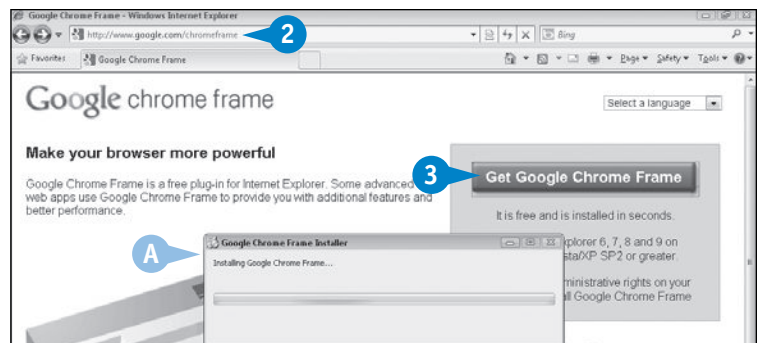 Google Chrome Frame - Windows Internet Explorer
http://www.google.com/chromeframe
2
Bing
Favorites
Google Chrome Frame
Page
Safety
Tools
Google chrome frame
Select a language
Make your browser more powerful
Google Chrome Frame is a free plug-in for Internet Explorer. Some advanced
web apps use Google Chrome Frame to provide you with additional features and
better performance.
3
Get Google Chrome Frame
It is free and is installed in seconds.
A
Google Chrome Frame Installer
Installing Google Chrome Frame...
plorer 6, 7, 8 and 9 on
sta/XP SP2 or greater.
ministrative rights on your
ll Google Chrome Frame